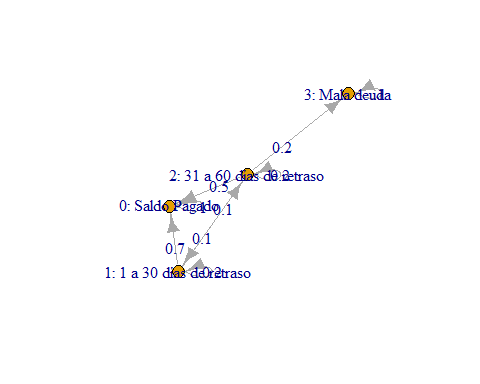 3: Mala deuda
1
0.2
2: 31 a 60 días de retraso
0.2
0.5
0: Saldo Pagado
1
0.1
0.1
0.7
1: 1 a 30 días de retraso
0.2